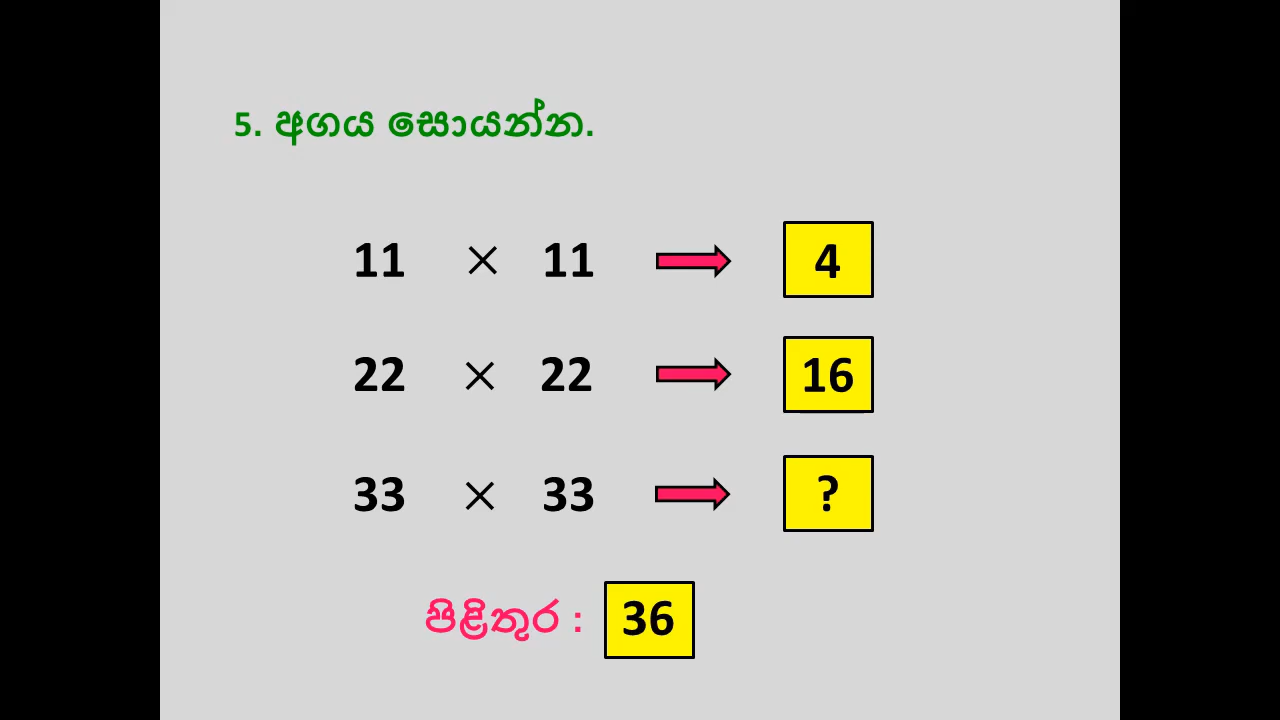 5. අගය සොයන්න.
11 × 11 4
22 × 22 16
33 × 33 ?
පිළිතුර : 36